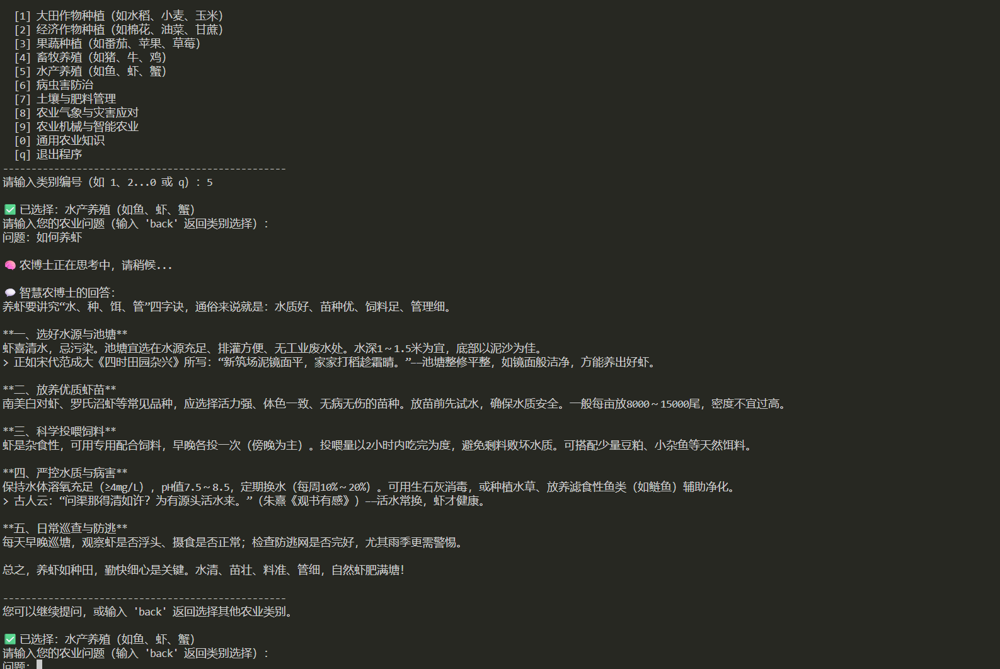 [1] 大田作物种植（如水稻、小麦、玉米）
[2] 经济作物种植（如棉花、油菜、甘蔗）
[3] 果蔬种植（如番茄、苹果、草莓）
[4] 畜牧养殖（如猪、牛、鸡）
[5] 水产养殖（如鱼、虾、蟹）
[6] 病虫害防治
[7] 土壤与肥料管理
[8] 农业气象与灾害应对
[9] 农业机械与智能农业
[0] 通用农业知识
[q] 退出程序
--------------------------------------------------
请输入类别编号（如 1、2...0 或 q）: 5
✅ 已选择：水产养殖（如鱼、虾、蟹）
请输入您的农业问题（输入 'back' 返回类别选择）:
问题：如何养虾
🧠 农博士正在思考中，请稍候...
💬 智慧农博士的回答：
养虾要讲究“水、种、饵、管”四字诀，通俗来说就是：水质好、苗种优、饲料足、管理细。
**一、选好水源与池塘**
虾喜清水，忌污染。池塘宜选在水源充足、排灌方便、无工业废水处。水深1～1.5米为宜，底部以泥沙为佳。
> 正如宋代范成大《四时田园杂兴》所写：“新筑场泥镜面平，家家打稻趁霜晴。”——池塘整修平整，如镜面般洁净，方能养出好虾。
**二、放养优质虾苗**
南美白对虾、罗氏沼虾等常见品种，应选择活力强、体色一致、无病无伤的苗种。放苗前先试水，确保水质安全。一般每亩放8000～15000尾，密度不宜过高。
**三、科学投喂饲料**
虾是杂食性，可用专用配合饲料，早晚各投一次（傍晚为主）。投喂量以2小时内吃完为度，避免剩料败坏水质。可搭配少量豆粕、小杂鱼等天然饵料。
**四、严控水质与病害**
保持水体溶氧充足（≥4mg/L），pH值7.5～8.5，定期换水（每周10%～20%）。可用生石灰消毒，或种植水草、放养滤食性鱼类（如鲢鱼）辅助净化。
> 古人云：“问渠那得清如许？为有源头活水来。”（朱熹《观书有感》）——活水常换，虾才健康。
**五、日常巡查与防逃**
每天早晚巡塘，观察虾是否浮头、摄食是否正常；检查防逃网是否完好，尤其雨季更需警惕。
总之，养虾如种田，勤快细心是关键。水清、苗壮、料准、管细，自然虾肥满塘！
--------------------------------------------------
您可以继续提问，或输入 'back' 返回选择其他农业类别。
✅ 已选择：水产养殖（如鱼、虾、蟹）
请输入您的农业问题（输入 'back' 返回类别选择）:
问题：